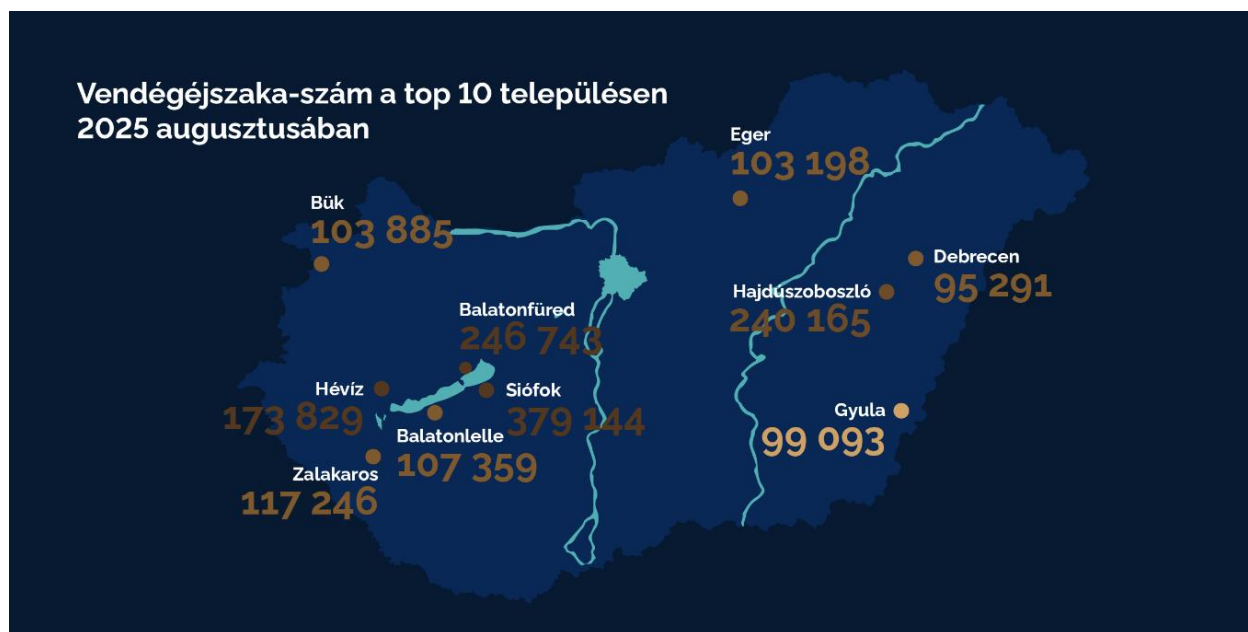 Vendégéjszaka-szám a top 10 településen
2025 augusztusában
Eger
103 198
Bük
103 885
Debrecen
95 291
Hajdúszoboszló
240 165
Balatonfüred
246 743
Hévíz
173 829
Siófok
379 144
Gyula
99 093
Balatonlelle
107 359
Zalakaros
117 246